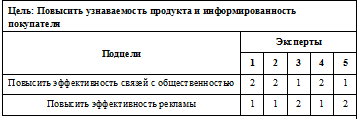 Цель: Повысить узнаваемость продукта и информированность
покупателя
Подцели Эксперты
1 2 3 4 5
Повысить эффективность связей с общественностью 2 2 1 2 1
Повысить эффективность рекламы 1 1 2 1 2